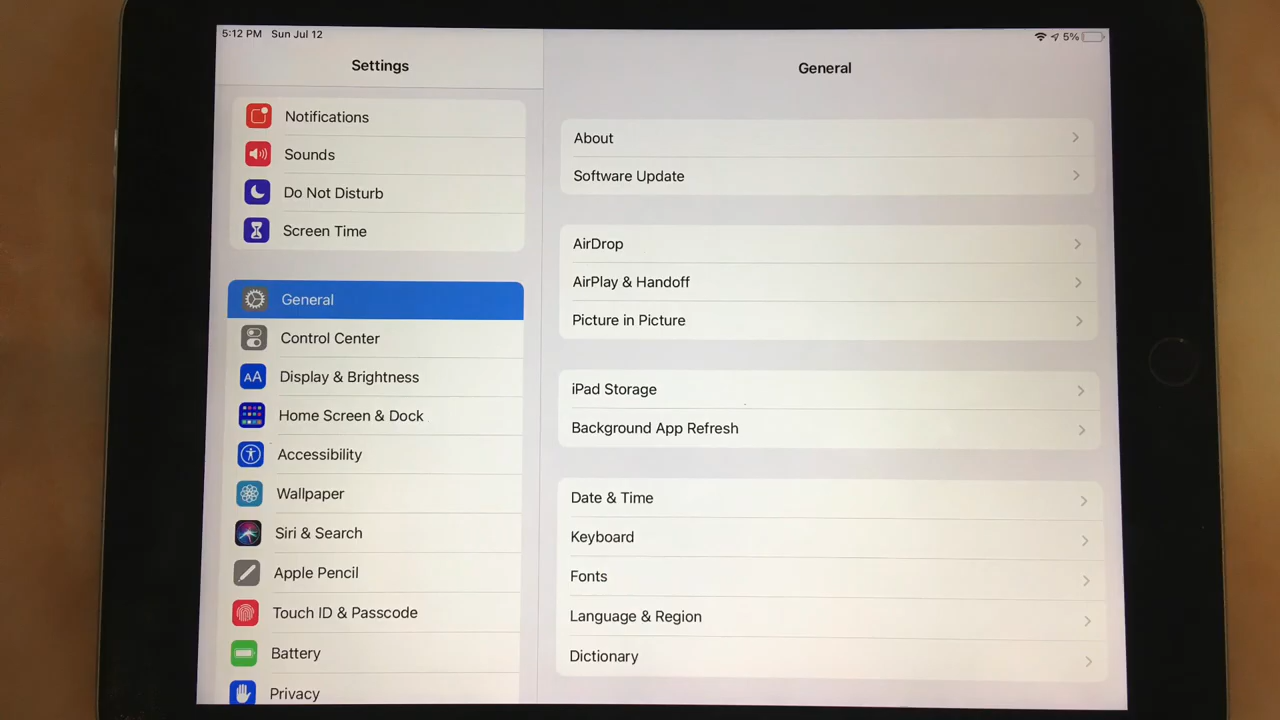 5:12 PM Sun Jul 12
5%
Settings
Notifications
Sounds
Do Not Disturb
Screen Time
General
Control Center
AA
Display & Brightness
Home Screen & Dock
Accessibility
Wallpaper
Siri & Search
Apple Pencil
Touch ID & Passcode
Battery
Privacy
General
About
Software Update
AirDrop
AirPlay & Handoff
Picture in Picture
iPad Storage
Background App Refresh
Date & Time
Keyboard
Fonts
Language & Region
Dictionary